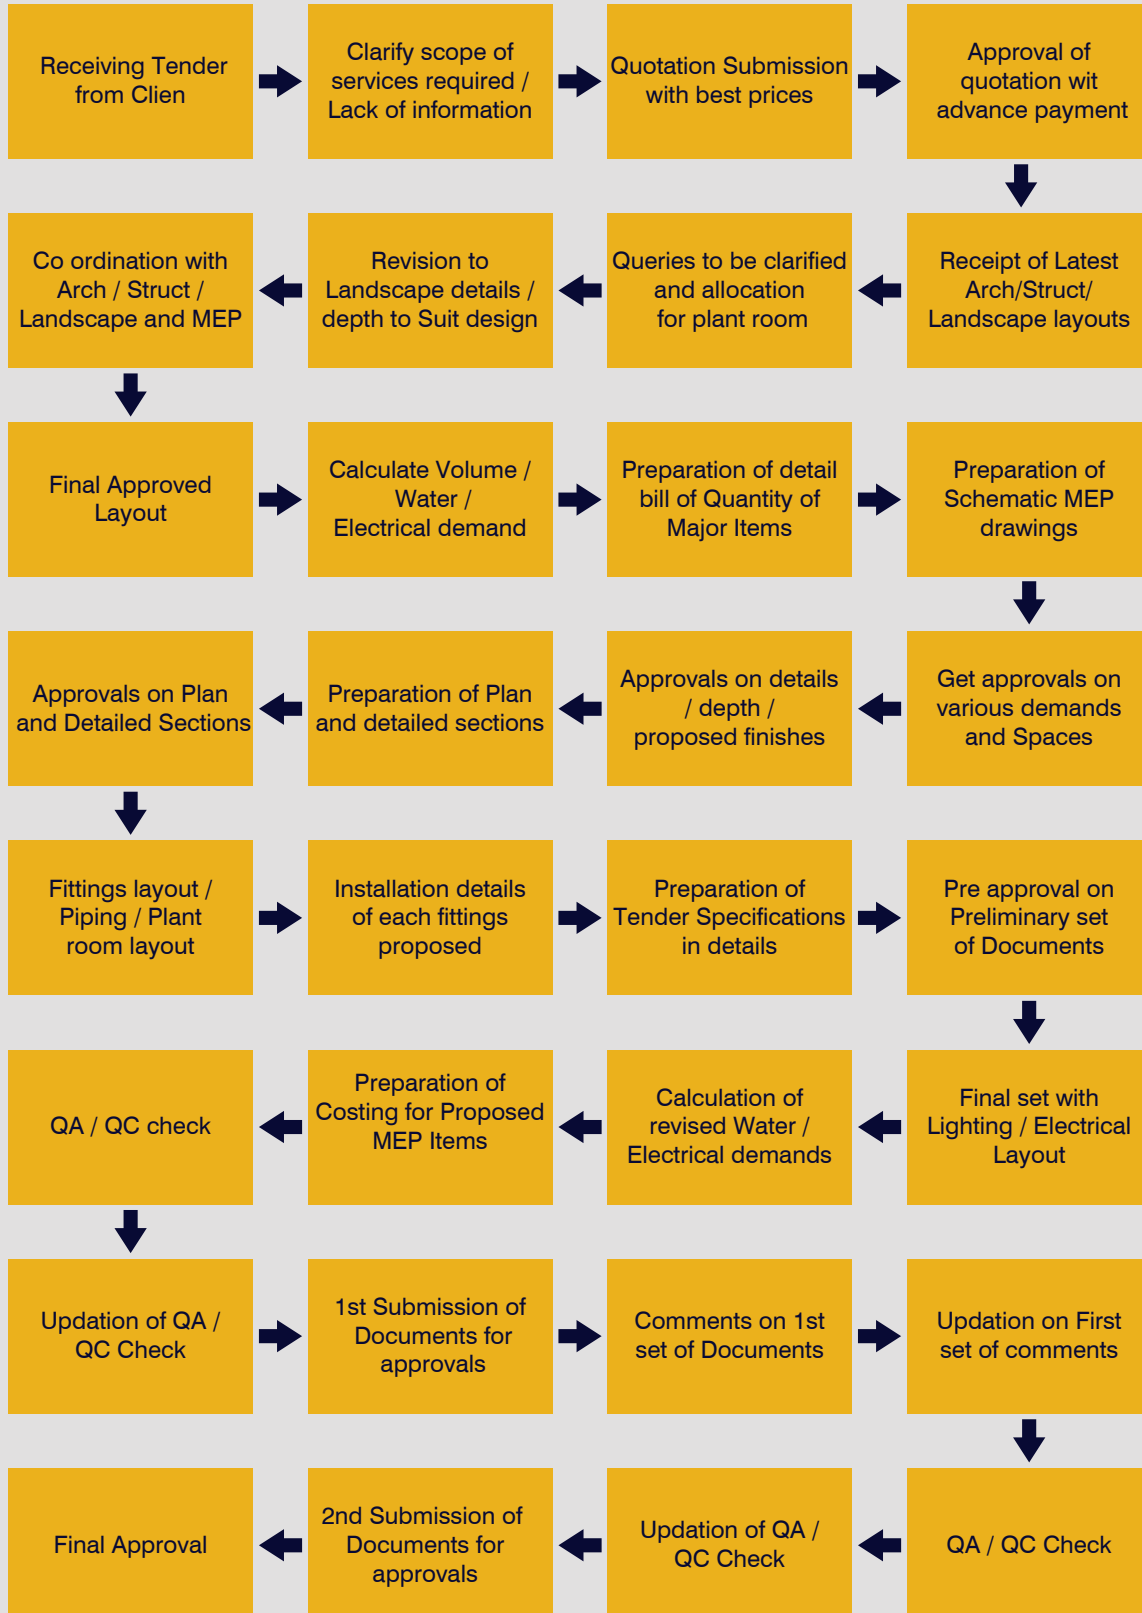 Receiving Tender
from Clien
Clarify scope of
services required /
Lack of information
Quotation Submission
with best prices
Approval of
quotation wit
advance payment
Receipt of Latest
Arch/Struct/
Landscape layouts
Queries to be clarified
and allocation
for plant room
Revision to
Landscape details /
depth to Suit design
Co ordination with
Arch / Struct /
Landscape and MEP
Final Approved
Layout
Calculate Volume /
Water /
Electrical demand
Preparation of detail
bill of Quantity of
Major Items
Preparation of
Schematic MEP
drawings
Get approvals on
various demands
and Spaces
Approvals on details
/ depth /
proposed finishes
Preparation of Plan
and detailed sections
Approvals on Plan
and Detailed Sections
Fittings layout /
Piping / Plant
room layout
Installation details
of each fittings
proposed
Preparation of
Tender Specifications
in details
Pre approval on
Preliminary set
of Documents
Final set with
Lighting / Electrical
Layout
Calculation of
revised Water /
Electrical demands
Preparation of
Costing for Proposed
MEP Items
QA / QC check
Updation of QA /
QC Check
1st Submission of
Documents for
approvals
Comments on 1st
set of Documents
Updation on First
set of comments
QA / QC Check
Updation of QA /
QC Check
2nd Submission of
Documents for
approvals
Final Approval